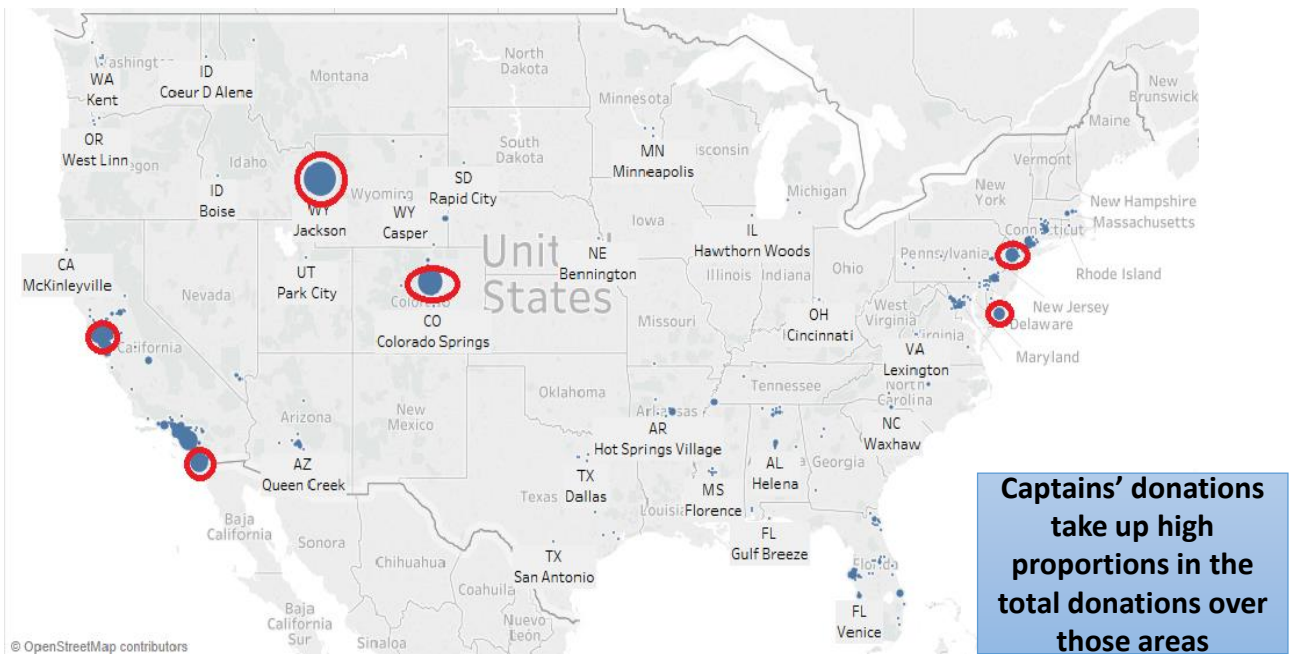 North
Dakota
Montana
Minnesota
New
Brunswick
Maine
WA
Kent
ID
Coeur D Alene
OR
West Linn
Idaho
South
Dakota
MN
Minneapolis
Michigan
Vermont
New
York
New Hampshire
Massachusetts
ID
Boise
Wyoming
SD
Rapid City
WY
Jackson
WY
Casper
Iowa
IL
Hawthorn Woods
Pennsylvania
Connecticut
Rhode Island
CA
McKinleyville
Nevada
UT
Park City
Colorado
United
States
NE
Bennington
Illinois
Indiana
Ohio
West
Virginia
New Jersey
Delaware
Maryland
CO
Colorado Springs
Missouri
OH
Cincinnati
Virginia
VA
Lexington
California
Arizona
New
Mexico
Oklahoma
Arkansas
Tennessee
North
Carolina
AZ
Queen Creek
AR
Hot Springs Village
NC
Waxhaw
Georgia
Texas
TX
Dallas
MS
Florence
AL
Helena
Baja
California
Sonora
Chihuahua
Coahuila
TX
San Antonio
FL
Gulf Breeze
Florida
FL
Venice
Baja
California
Sur
Sinaloa
Nuevo
León
© OpenStreetMap contributors
Captains’ donations
take up high
proportions in the
total donations over
those areas